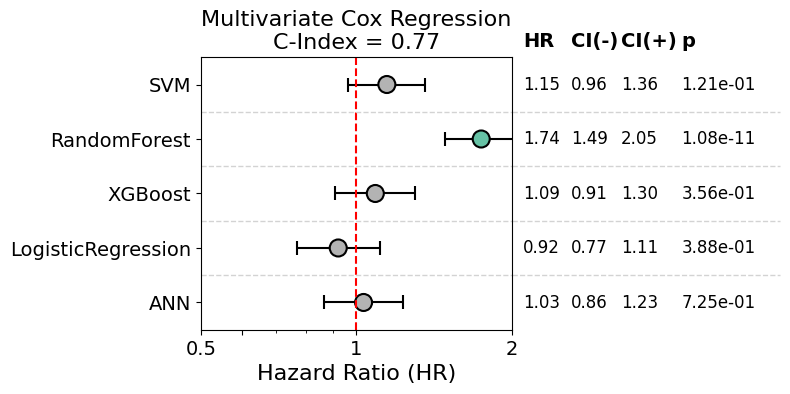 Multivariate Cox Regression
C-Index = 0.77
HR CI(-) CI(+) p
SVM 1.15 0.96 1.36 1.21e-01
RandomForest 1.74 1.49 2.05 1.08e-11
XGBoost 1.09 0.91 1.30 3.56e-01
LogisticRegression 0.92 0.77 1.11 3.88e-01
ANN 1.03 0.86 1.23 7.25e-01
0.5 1 2
Hazard Ratio (HR)